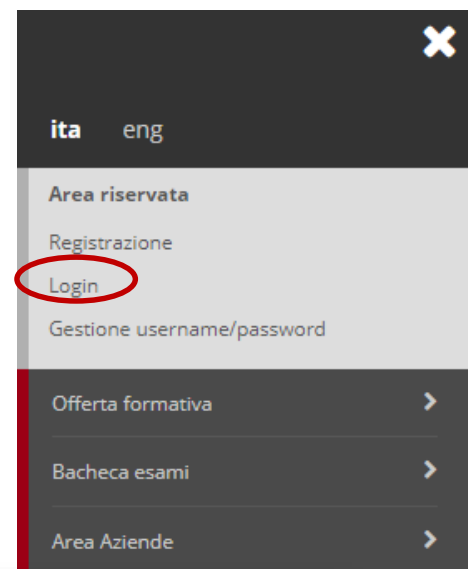 ita eng
Area riservata
Registrazione
Login
Gestione username/password
Offerta formativa
Bacheca esami
Area Aziende